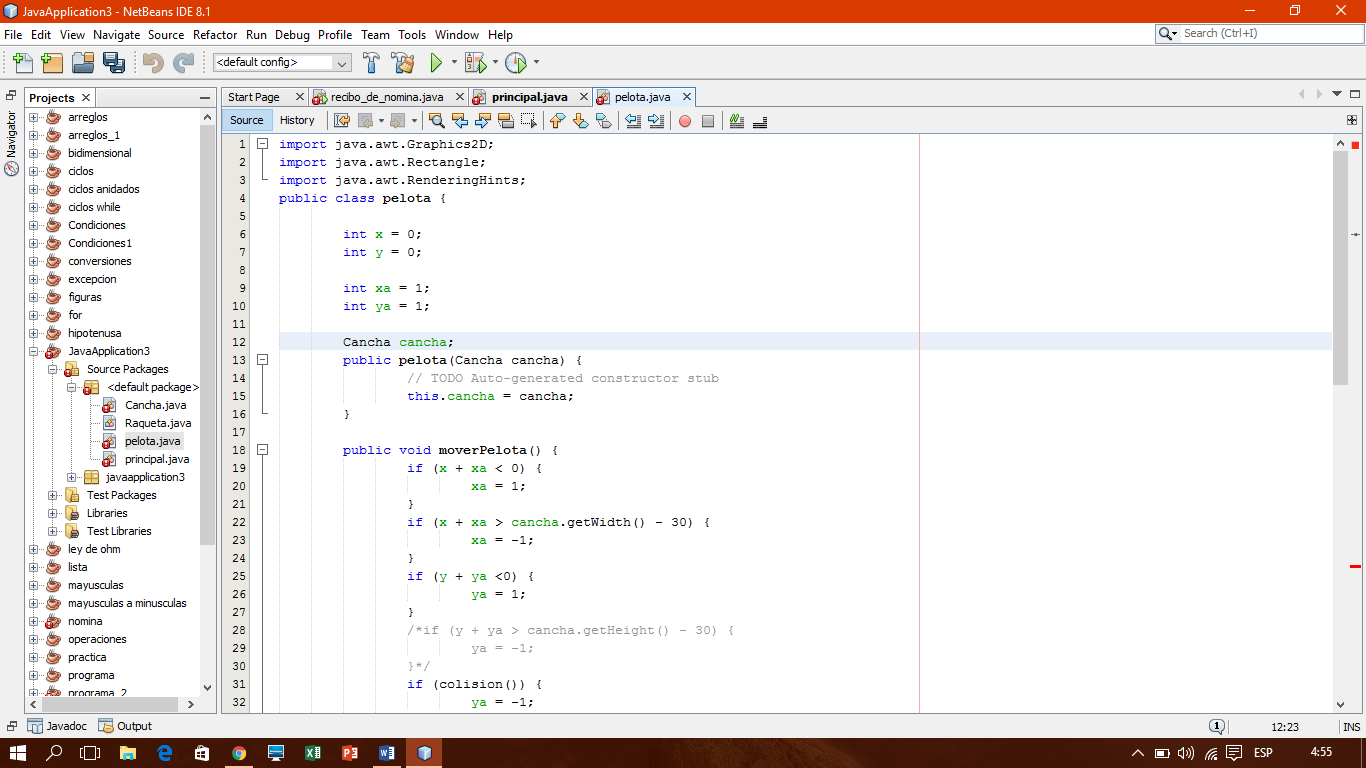 JavaApplication3 - NetBeans IDE 8.1
File Edit View Navigate Source Refactor Run Debug Profile Team Tools Window Help
Search (Ctrl+I)
<default config>
Projects
Navigator
arreglos
arreglos_1
bidimensional
ciclos
ciclos anidados
ciclos while
Condiciones
Condiciones1
conversiones
excepcion
figuras
for
hipotenusa
JavaApplication3
Source Packages
<default package>
Cancha.java
Raqueta.java
pelota.java
principal.java
javaapplication3
Test Packages
Libraries
Test Libraries
ley de ohm
lista
mayusculas
mayusculas a minusculas
nomina
operaciones
practica
programa
programa_2
Start Page recibo_de_nomina.java principal.java pelota.java
Source History
1 import java.awt.Graphics2D;
2 import java.awt.Rectangle;
3 import java.awt.RenderingHints;
4 public class pelota {
5
6 int x = 0;
7 int y = 0;
8
9 int xa = 1;
10 int ya = 1;
11
12 Cancha cancha;
13 public pelota(Cancha cancha) {
14 // TODO Auto-generated constructor stub
15 this.cancha = cancha;
16 }
17
18 public void moverPelota() {
19 if (x + xa < 0) {
20 xa = 1;
21 }
22 if (x + xa > cancha.getWidth() - 30) {
23 xa = -1;
24 }
25 if (y + ya <0) {
26 ya = 1;
27 }
28 /*if (y + ya > cancha.getHeight() - 30) {
29 ya = -1;
30 }*/
31 if (colision()) {
32 ya = -1;
Javadoc Output
1
12:23 INS
ESP 4:55